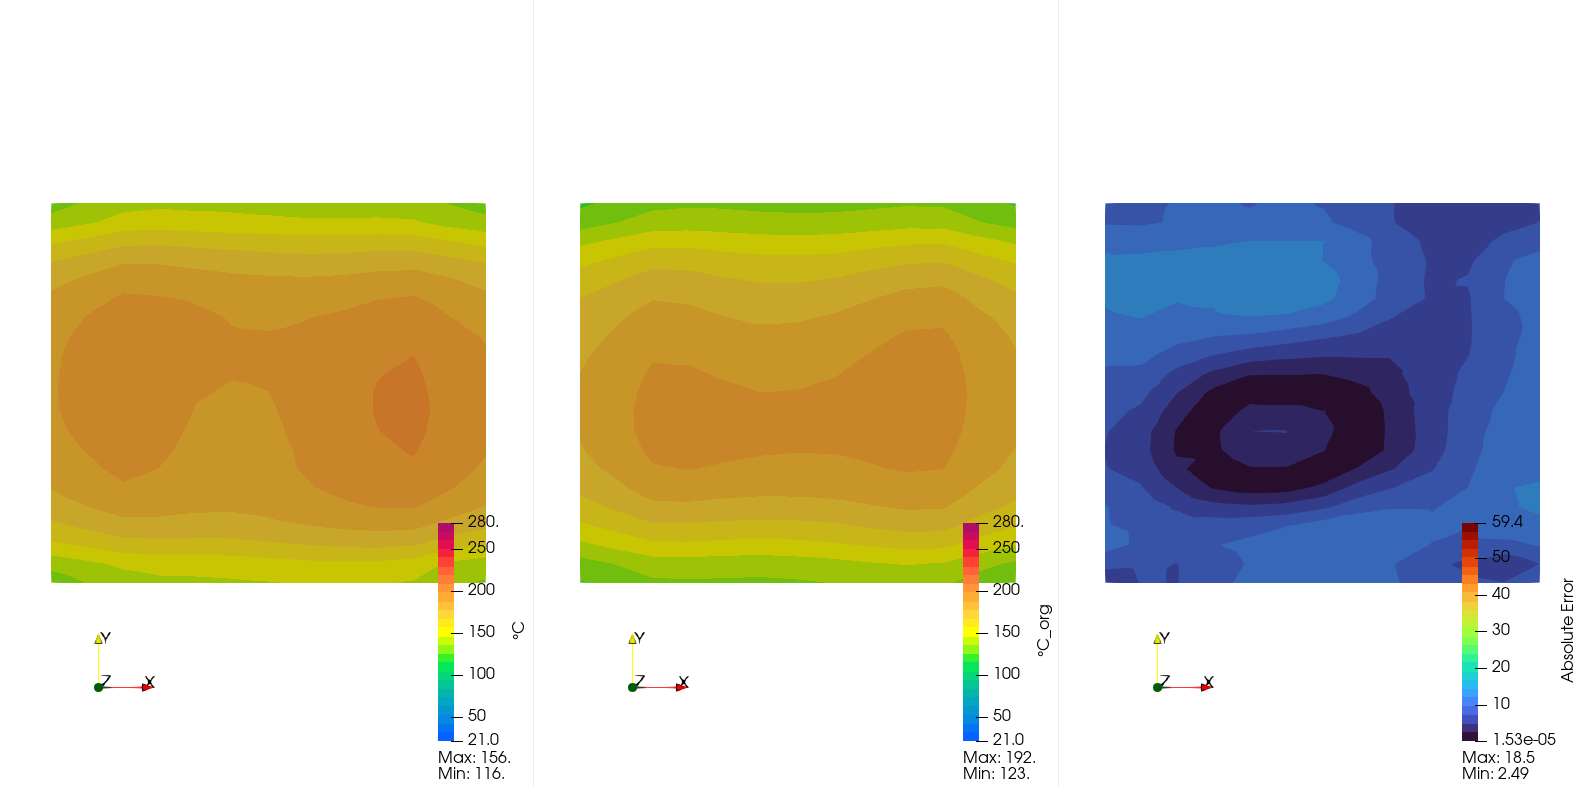 280.
250
200
150
100
50
21.0
°C
Max: 156.
Min: 116.
Y
Z
X
280.
250
200
150
100
50
21.0
°C_org
Max: 192.
Min: 123.
Y
Z
X
59.4
50
40
30
20
10
1.53e-05
Absolute Error
Max: 18.5
Min: 2.49
Y
Z
X